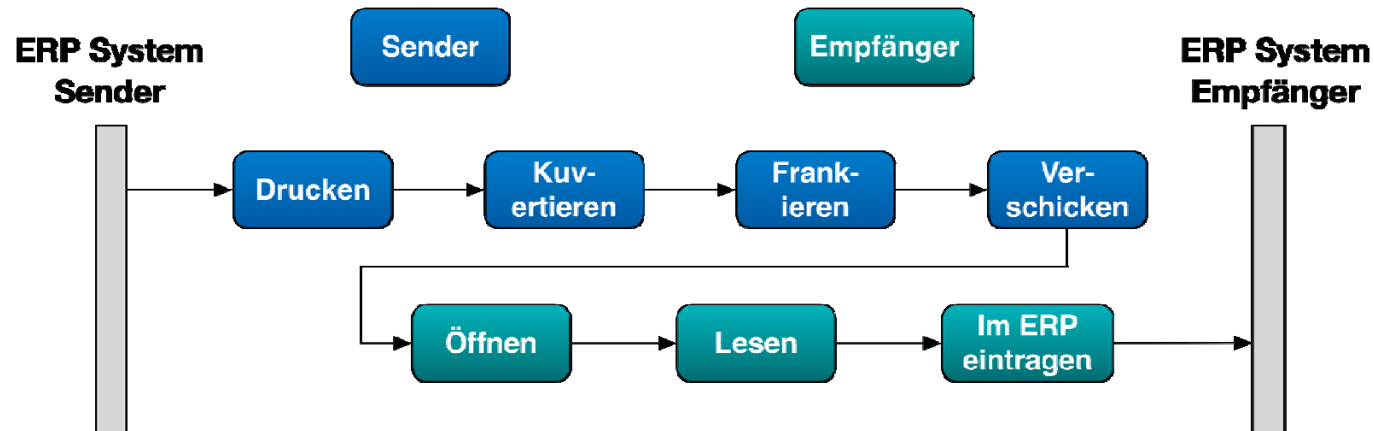 ERP System
Sender
Sender
Empfänger
ERP System
Empfänger
Drucken
Kuv-
ertieren
Frank-
ieren
Ver-
schicken
Öffnen
Lesen
Im ERP
eintragen